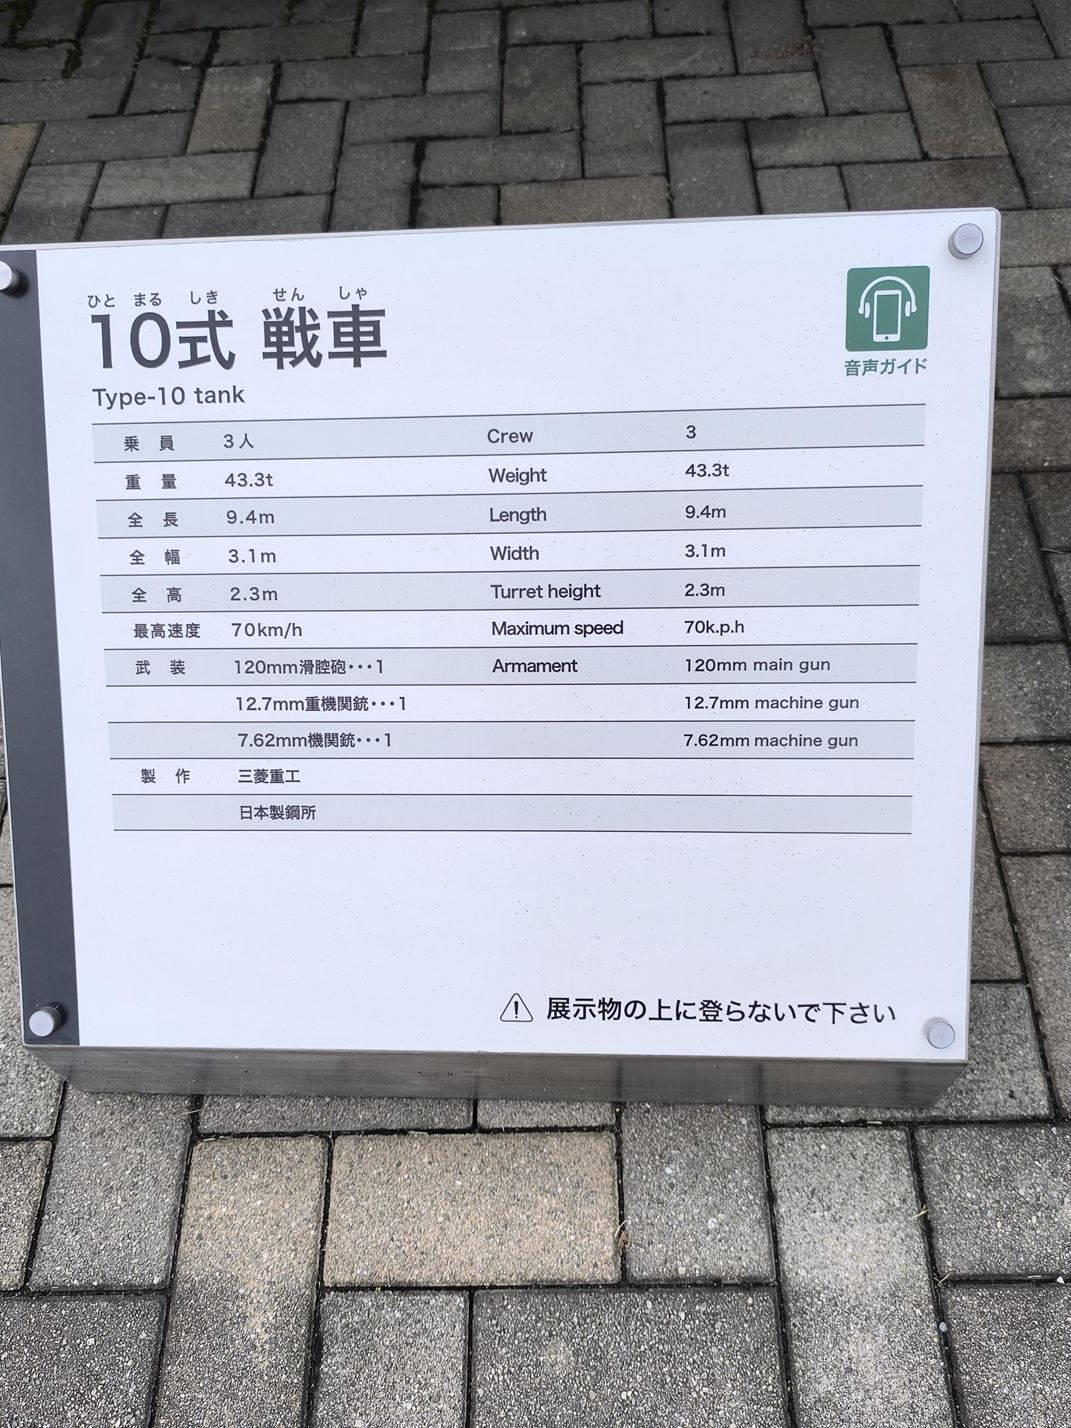 ひと まる しき せん しゃ
10式 戦車
Type-10 tank
音声ガイド
乗員 3人 Crew 3
重量 43.3t Weight 43.3t
全長 9.4m Length 9.4m
全幅 3.1m Width 3.1m
全高 2.3m Turret height 2.3m
最高速度 70km/h Maximum speed 70k.p.h
武装 120mm滑腔砲･･･1 Armament 120mm main gun
12.7mm重機関銃･･･1 12.7mm machine gun
7.62mm機関銃･･･1 7.62mm machine gun
製作 三菱重工
日本製鋼所
展示物の上に登らないで下さい